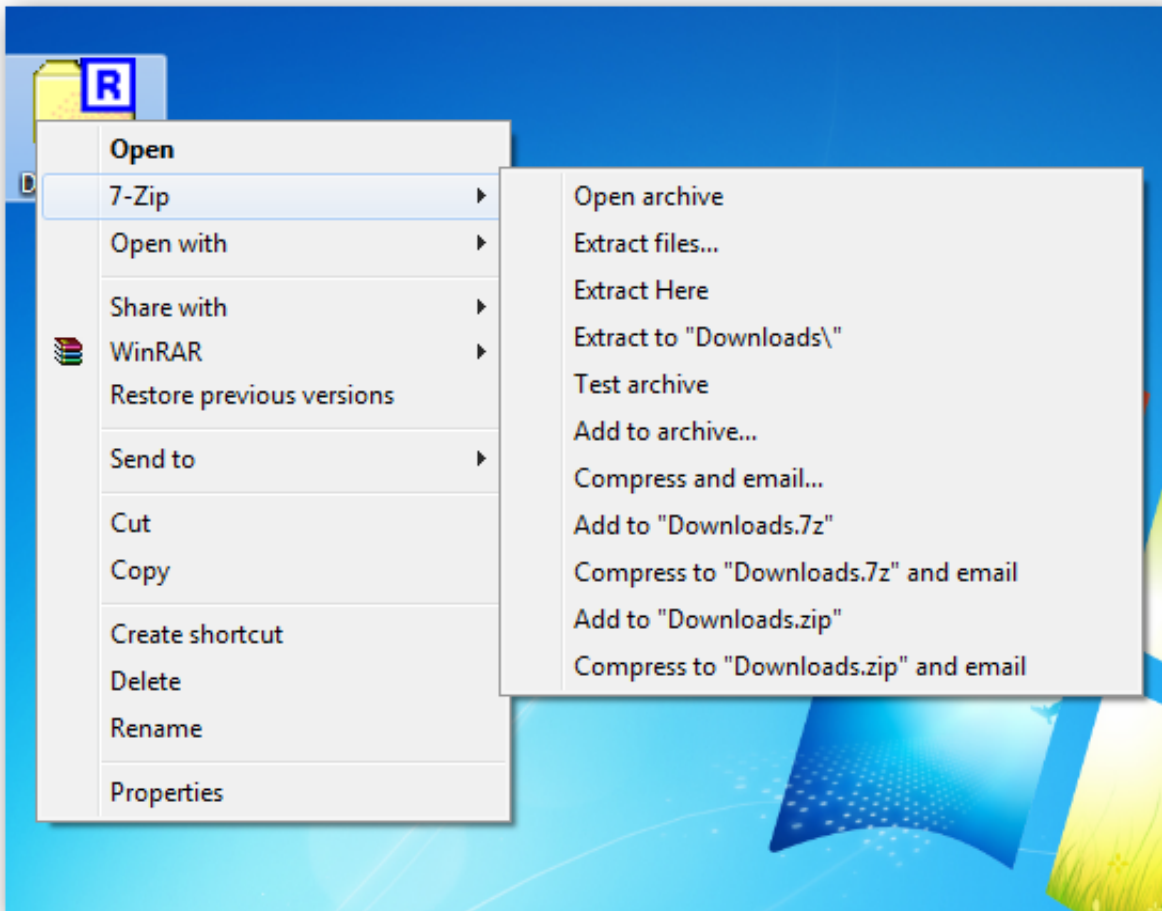 R
D
Open
7-Zip
Open with
Share with
WinRAR
Restore previous versions
Send to
Cut
Copy
Create shortcut
Delete
Rename
Properties
Open archive
Extract files...
Extract Here
Extract to "Downloads\"
Test archive
Add to archive...
Compress and email...
Add to "Downloads.7z"
Compress to "Downloads.7z" and email
Add to "Downloads.zip"
Compress to "Downloads.zip" and email